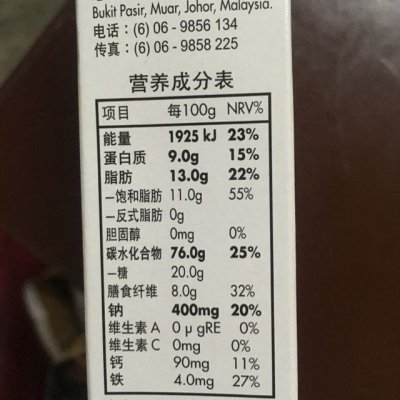 Bukit Pasir, Muar, Johor, Malaysia.
电话：(6) 06 - 9856 134
传真：(6) 06 - 9858 225
营养成分表
项目 每100g NRV%
能量 1925 kJ 23%
蛋白质 9.0g 15%
脂肪 13.0g 22%
—饱和脂肪 11.0g 55%
—反式脂肪 0g
胆固醇 0mg 0%
碳水化合物 76.0g 25%
—糖 20.0g
膳食纤维 8.0g 32%
钠 400mg 20%
维生素 A 0 μ gRE 0%
维生素 C 0mg 0%
钙 90mg 11%
铁 4.0mg 27%